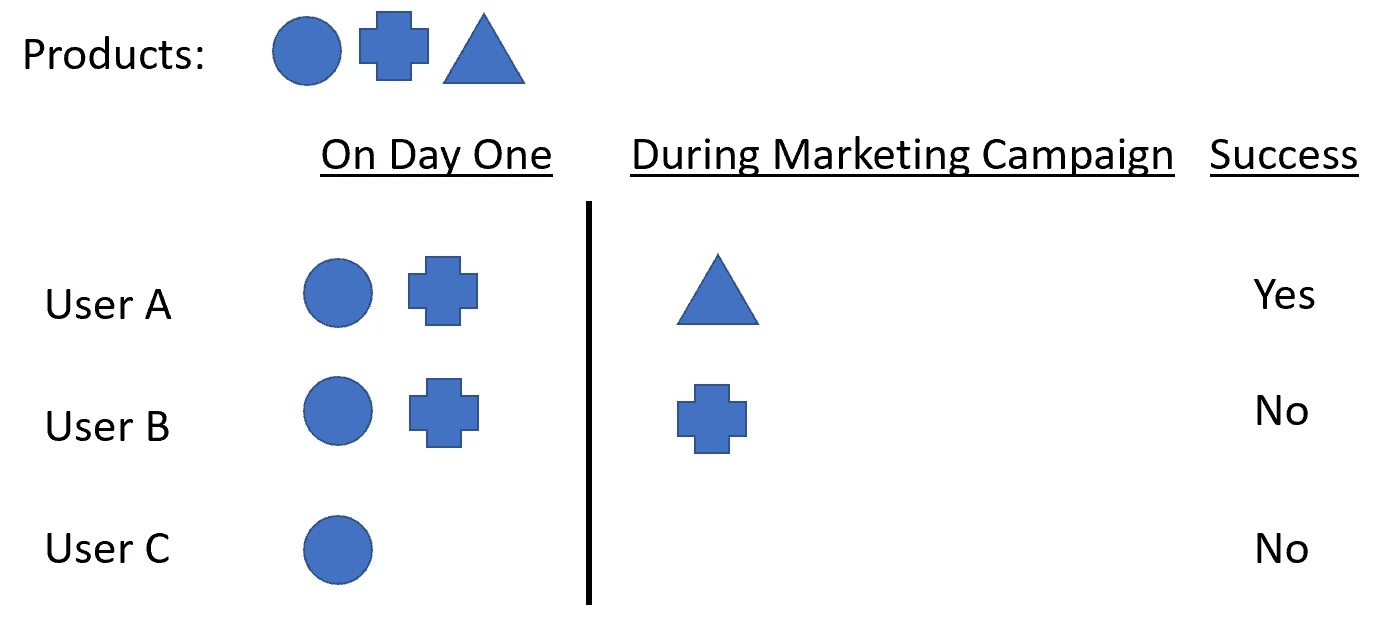 Products:
On Day One During Marketing Campaign Success
User A Yes
User B No
User C No